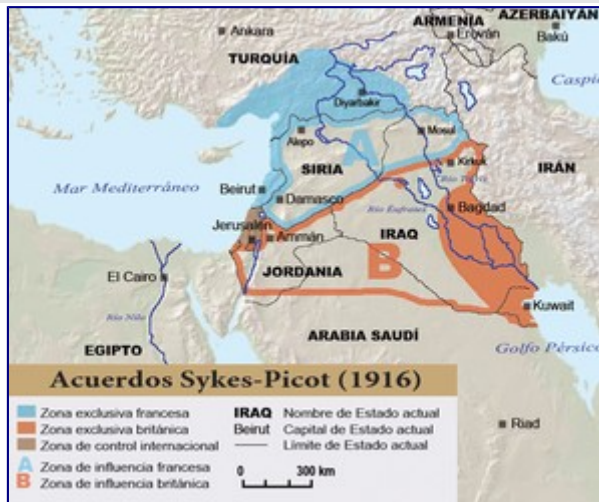 ARMENIA
AZERBAIYÁN
Ankara
Ereván
Bakú
TURQUÍA
Caspio
Diyarbakir
Alepo
Mosul
SIRIA
A
Kirkuk
IRÁN
Mar Mediterráneo
Beirut
Damasco
Río Tigris
Río Eufrates
Bagdad
Jerusalén
Ammán
IRAQ
El Cairo
JORDANIA
B
Kuwait
Río Nilo
ARABIA SAUDÍ
EGIPTO
Golfo Pérsico
Acuerdos Sykes-Picot (1916)
Zona exclusiva francesa
Zona exclusiva británica
Zona de control internacional
A Zona de influencia francesa
B Zona de influencia británica
IRAQ Nombre de Estado actual
Beirut Capital de Estado actual
Límite de Estado actual
0 300 km
Riad